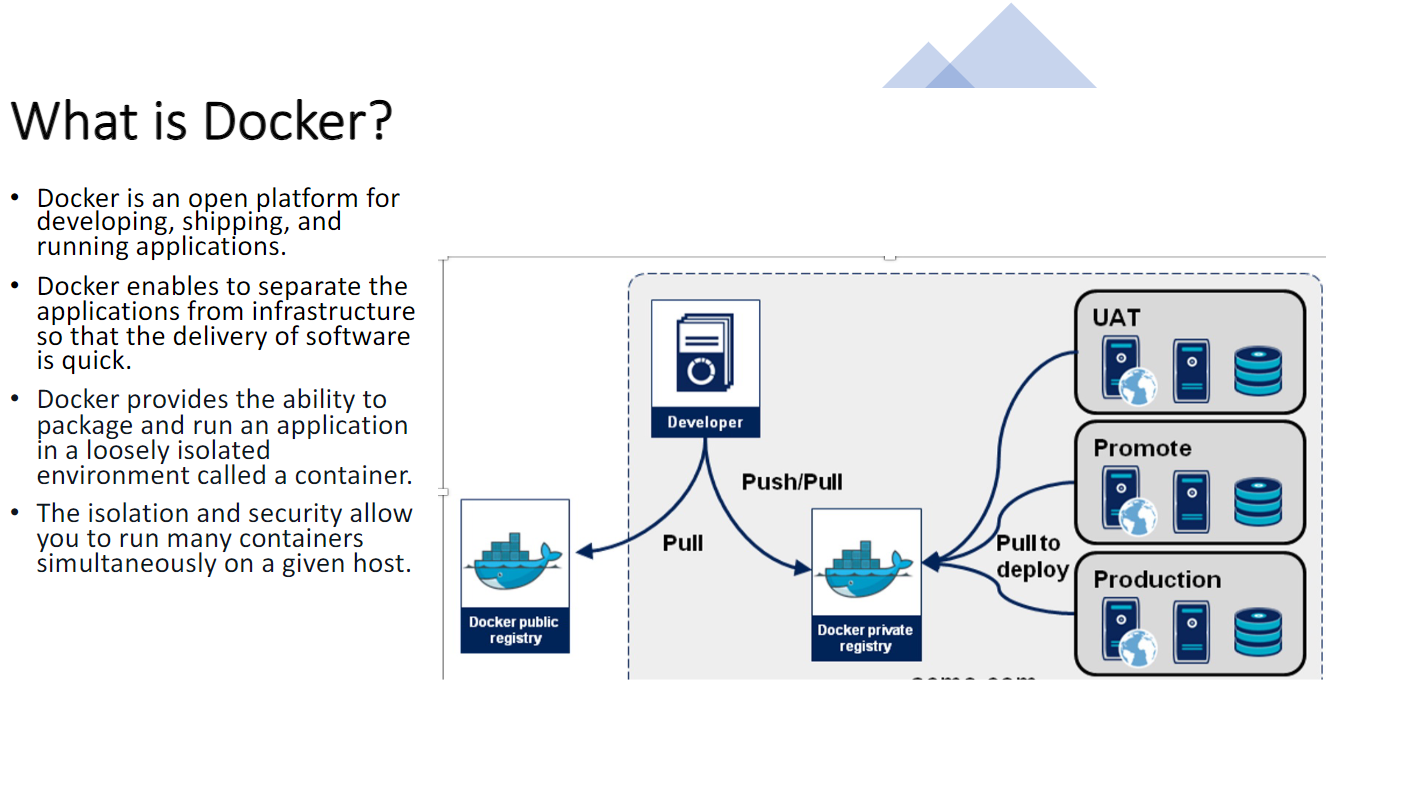 What is Docker?
• Docker is an open platform for
developing, shipping, and
running applications.
• Docker enables to separate the
applications from infrastructure
so that the delivery of software
is quick.
• Docker provides the ability to
package and run an application
in a loosely isolated
environment called a container.
• The isolation and security allow
you to run many containers
simultaneously on a given host.
Developer
Push/Pull
Pull
Docker public
registry
Docker private
registry
Pull to
deploy
UAT
Promote
Production